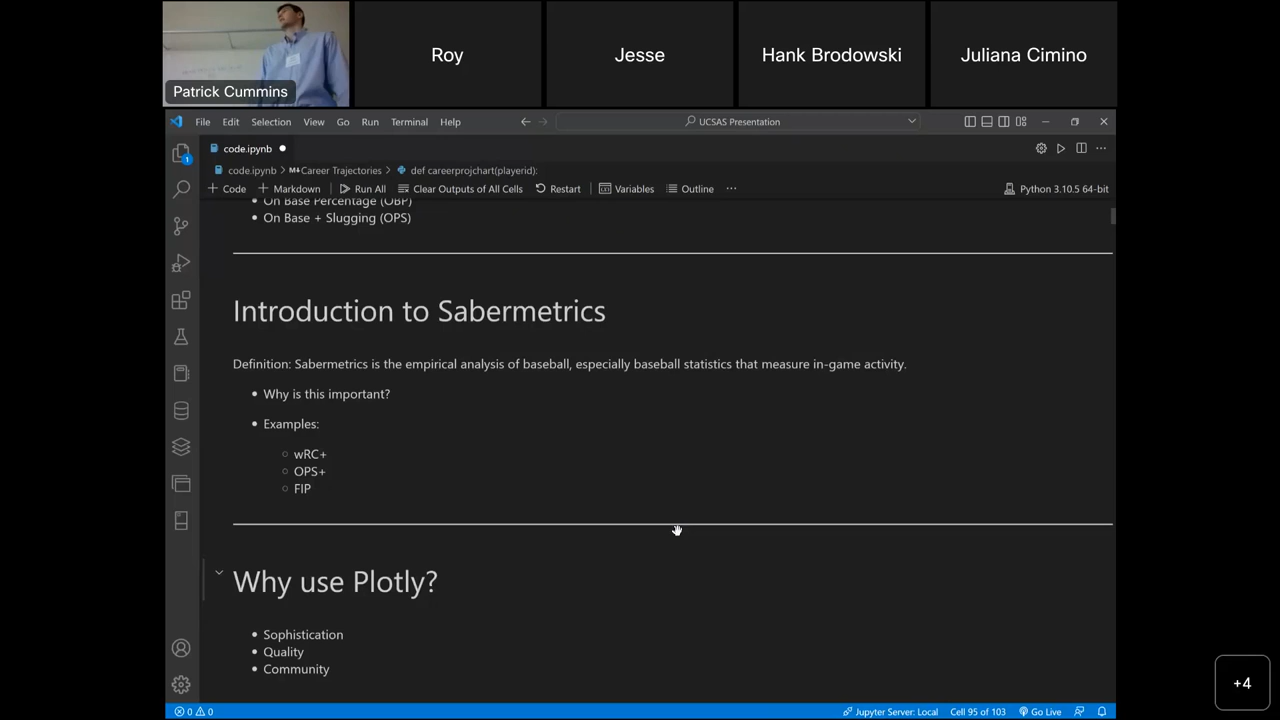 Patrick Cummins
Roy
Jesse
Hank Brodowski
Juliana Cimino
File Edit Selection View Go Run Terminal Help
UCSAS Presentation
code.ipynb
code.ipynb > Career Trajectories > def careerprojchart(playerid):
+ Code + Markdown Run All Clear Outputs of All Cells Restart Variables Outline ... Python 3.10.5 64-bit
• On Base Percentage (OBP)
• On Base + Slugging (OPS)
Introduction to Sabermetrics
Definition: Sabermetrics is the empirical analysis of baseball, especially baseball statistics that measure in-game activity.
• Why is this important?
• Examples:
○ wRC+
○ OPS+
○ FIP
Why use Plotly?
• Sophistication
• Quality
• Community
1
+4
0 0 Jupyter Server: Local Cell 95 of 103 Go Live